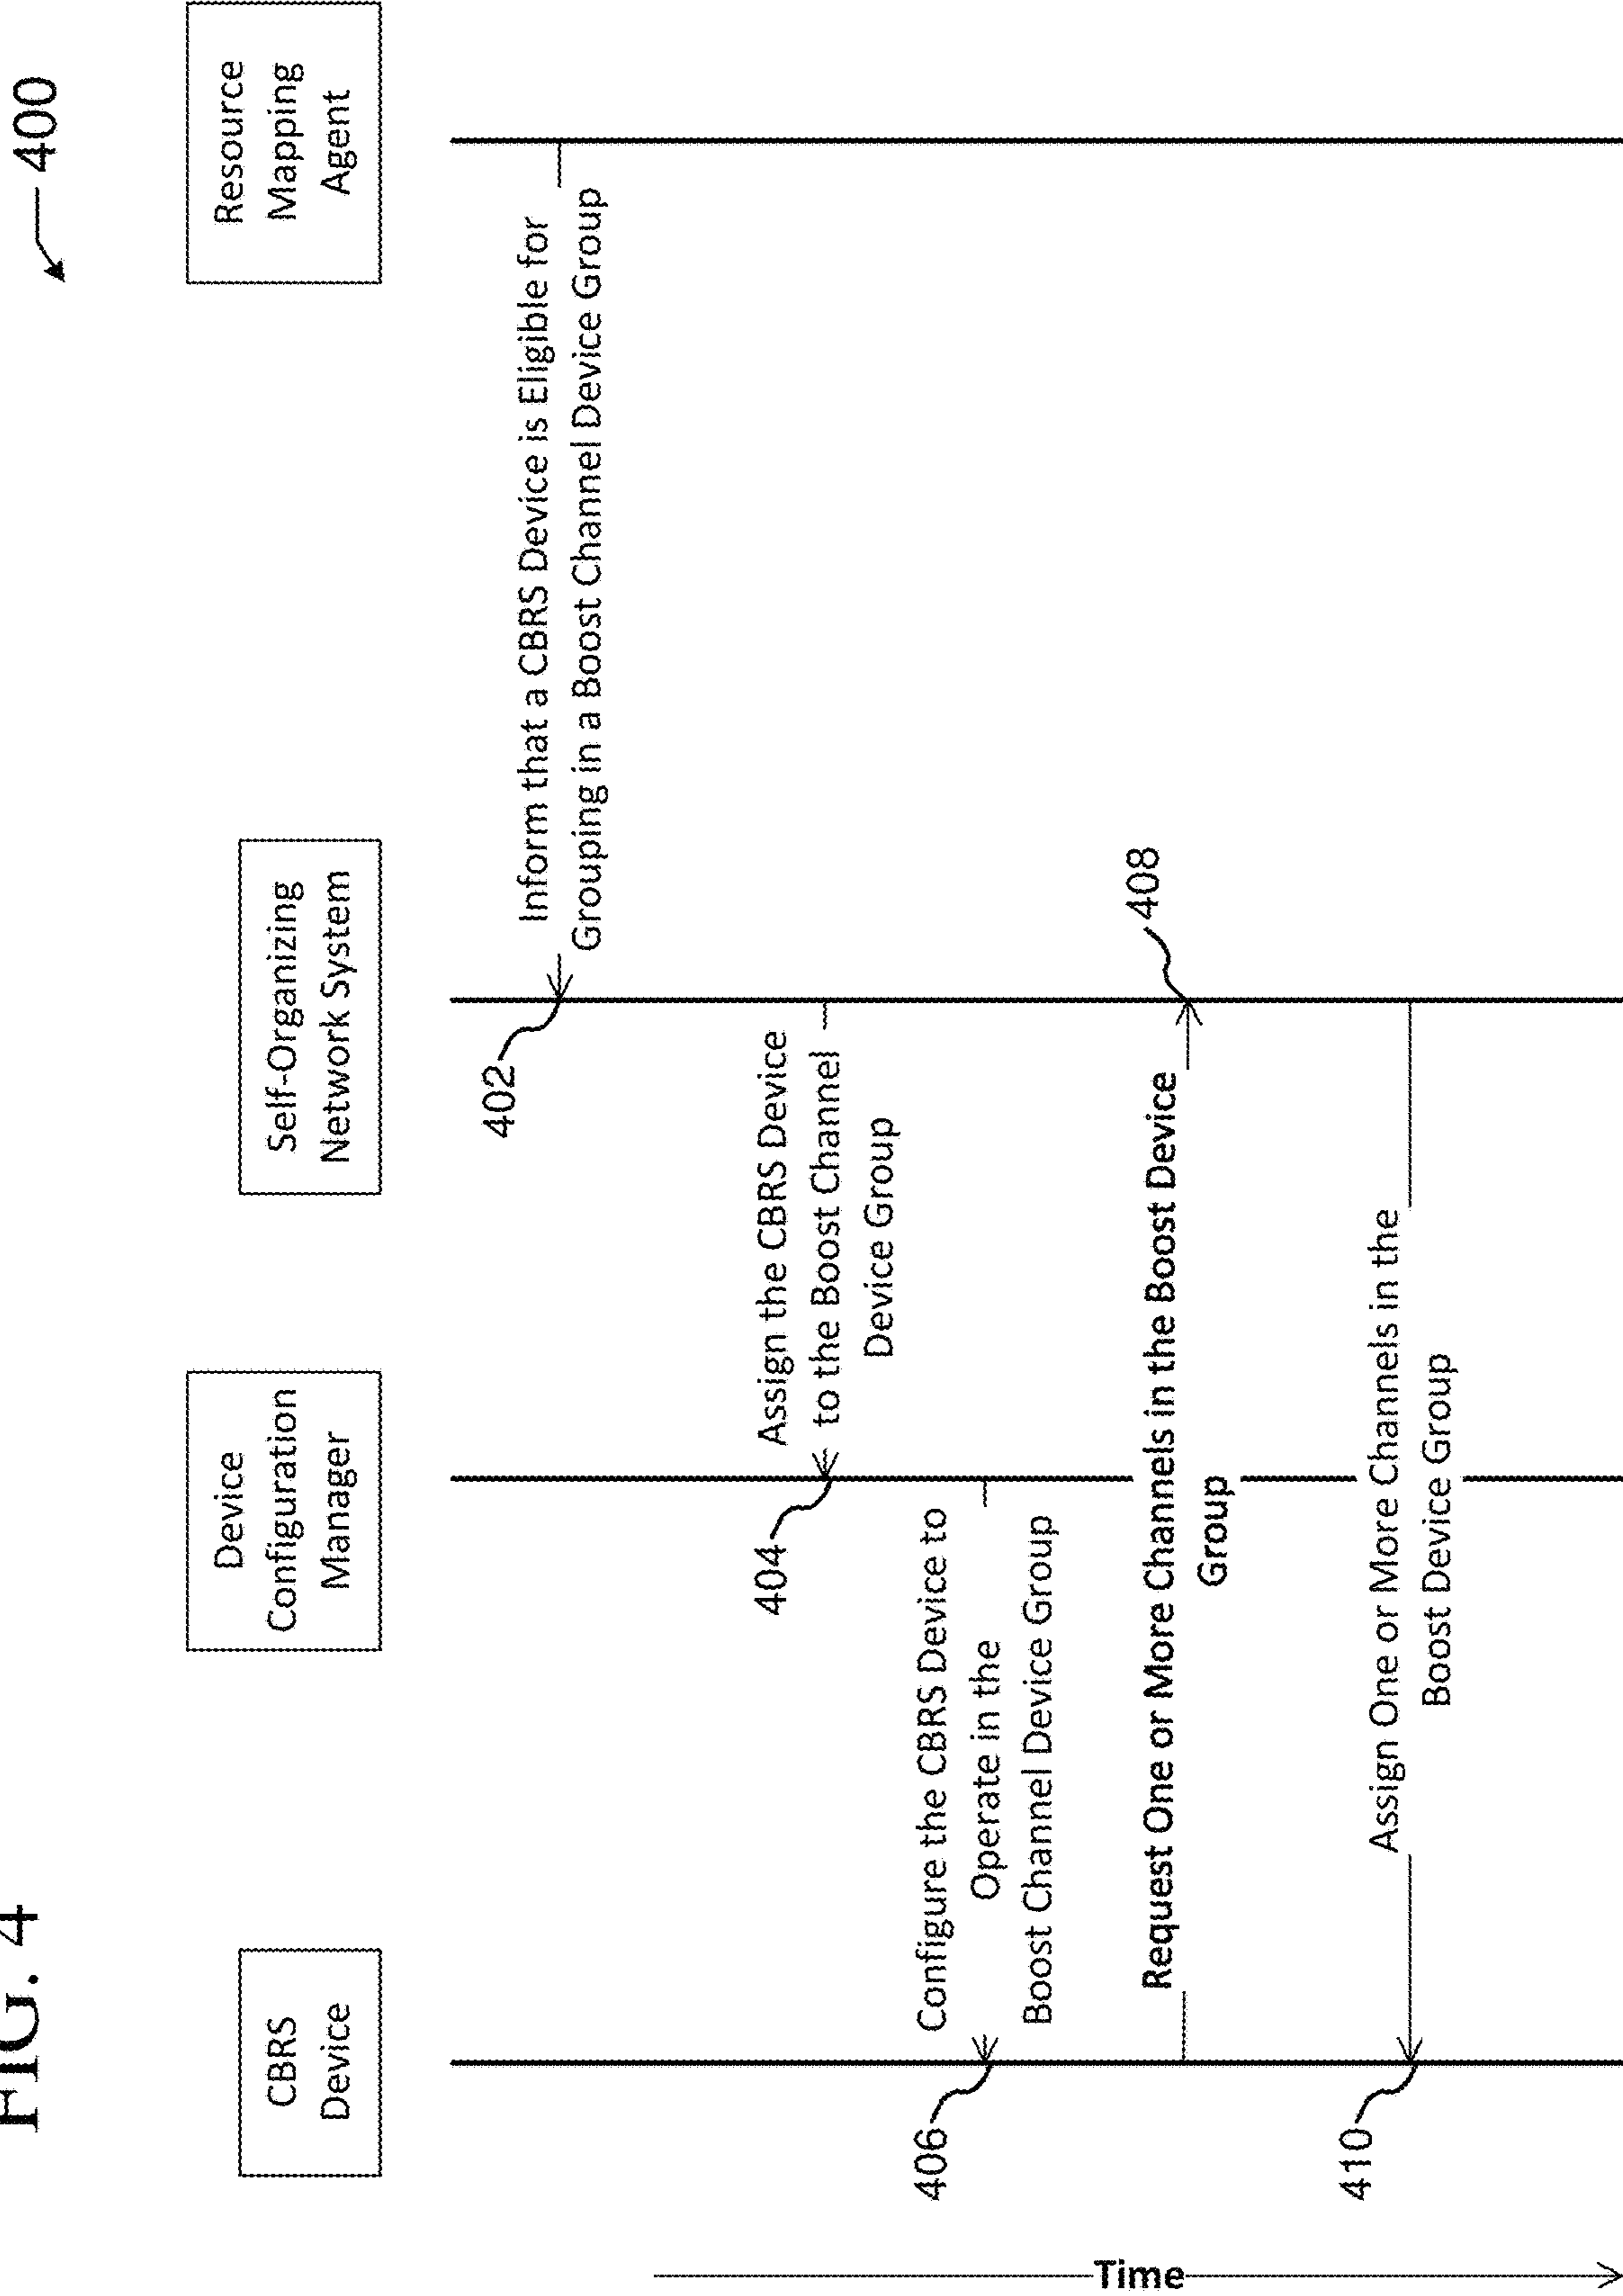 FIG. 4
400
CBRS
Device
Device
Configuration
Manager
Self-Organizing
Network System
Resource
Mapping
Agent
Inform that a CBRS Device is Eligible for
Grouping in a Boost Channel Device Group
402
Assign the CBRS Device
to the Boost Channel
Device Group
404
Configure the CBRS Device to
Operate in the
Boost Channel Device Group
406
Request One or More Channels in the Boost Device
Group
408
Assign One or More Channels in the
Boost Device Group
410
Time